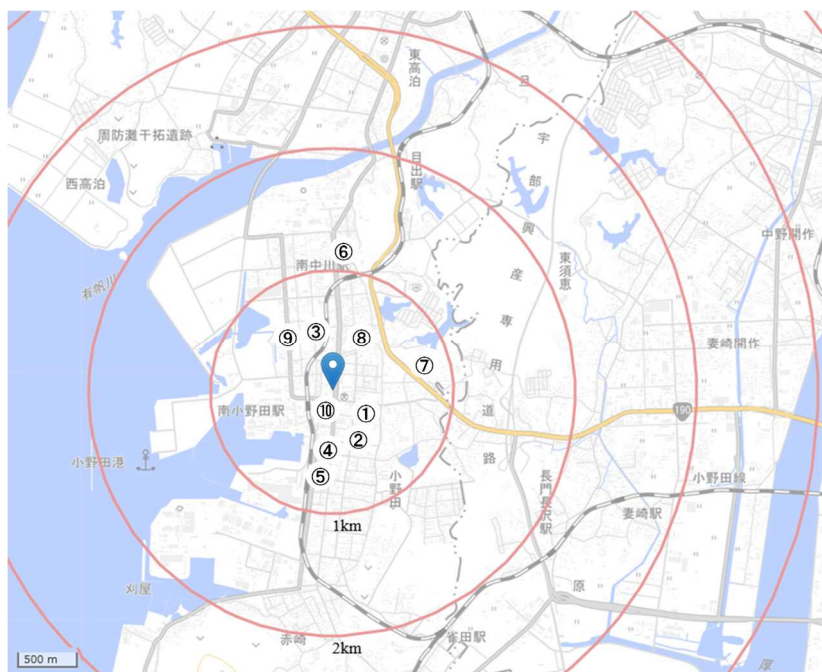 東高泊
旦
周防灘干拓遺跡
目出駅
宇部興産専用道路
西高泊
中野開作
東須恵
⑥
南中川
有帆川
③
⑨
⑧
妻崎開作
⑦
190
南小野田駅
⑩
①
②
小野田港
④
小野田
小野田線
⑤
長門長沢駅
妻崎駅
1km
刈屋
原
赤崎
雀田駅
2km
500 m
厚